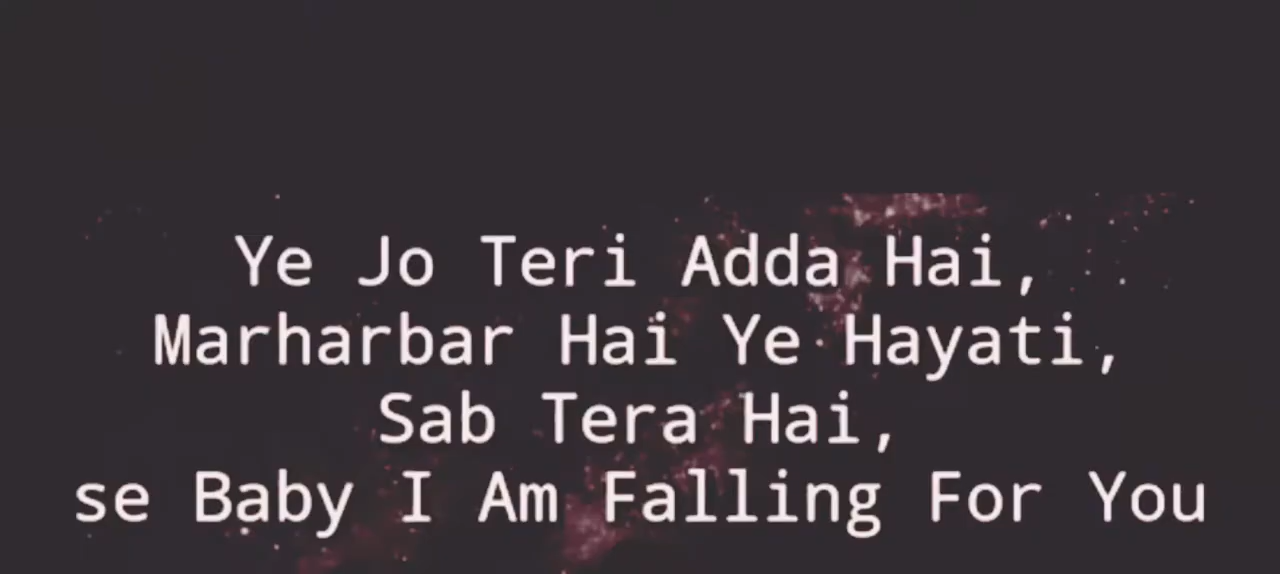 Ye Jo Teri Adda Hai,
Marharbar Hai Ye Hayati,
Sab Tera Hai,
se Baby I Am Falling For You